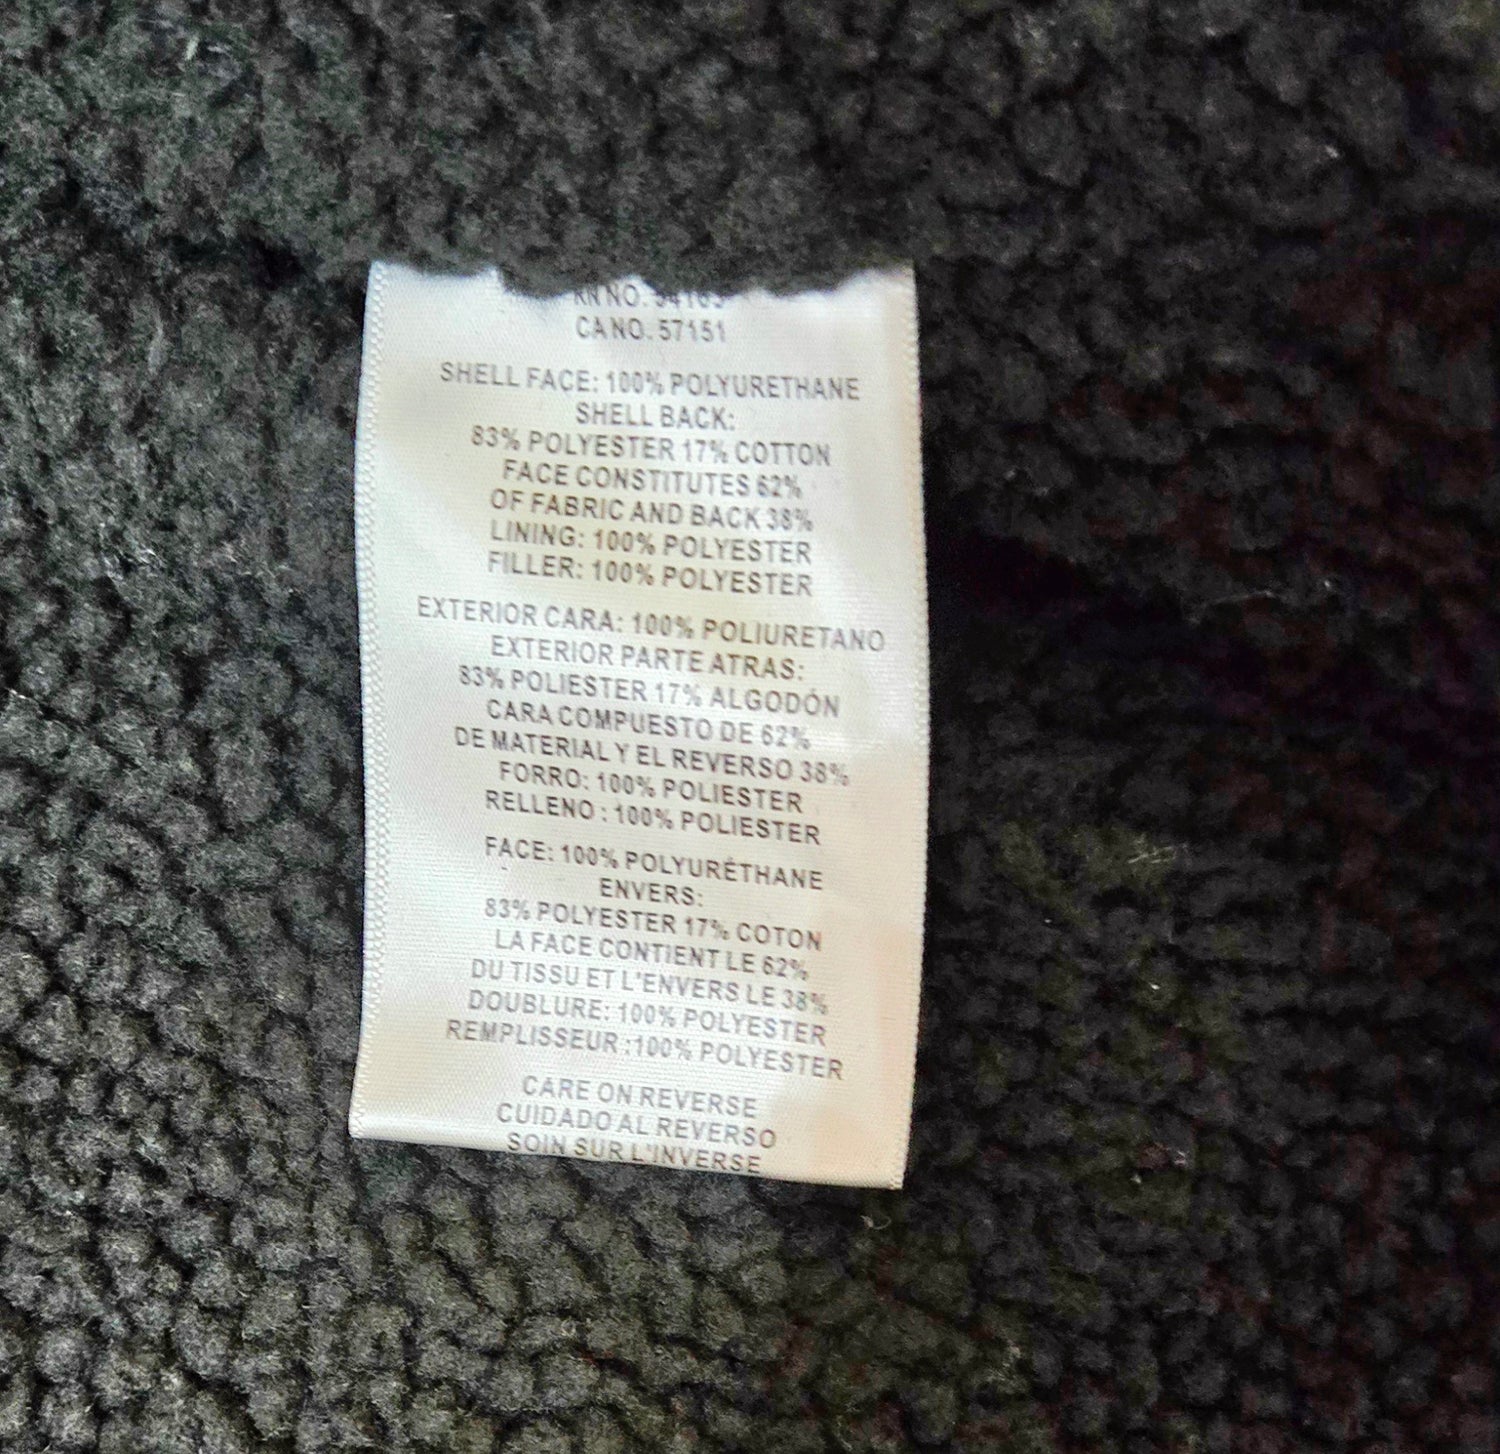 RN NO.
CA NO. 57151
SHELL FACE: 100% POLYURETHANE
SHELL BACK:
83% POLYESTER 17% COTTON
FACE CONSTITUTES 62%
OF FABRIC AND BACK 38%
LINING: 100% POLYESTER
FILLER: 100% POLYESTER
EXTERIOR CARA: 100% POLIURETANO
EXTERIOR PARTE ATRAS:
83% POLIESTER 17% ALGODÓN
CARA COMPUESTO DE 62%
DE MATERIAL Y EL REVERSO 38%
FORRO: 100% POLIESTER
RELLENO : 100% POLIESTER
FACE: 100% POLYURÉTHANE
ENVERS:
83% POLYESTER 17% COTON
LA FACE CONTIENT LE 62%
DU TISSU ET L'ENVERS LE 38%
DOUBLURE: 100% POLYESTER
REMPLISSEUR :100% POLYESTER
CARE ON REVERSE
CUIDADO AL REVERSO
SOIN SUR L'INVERSE